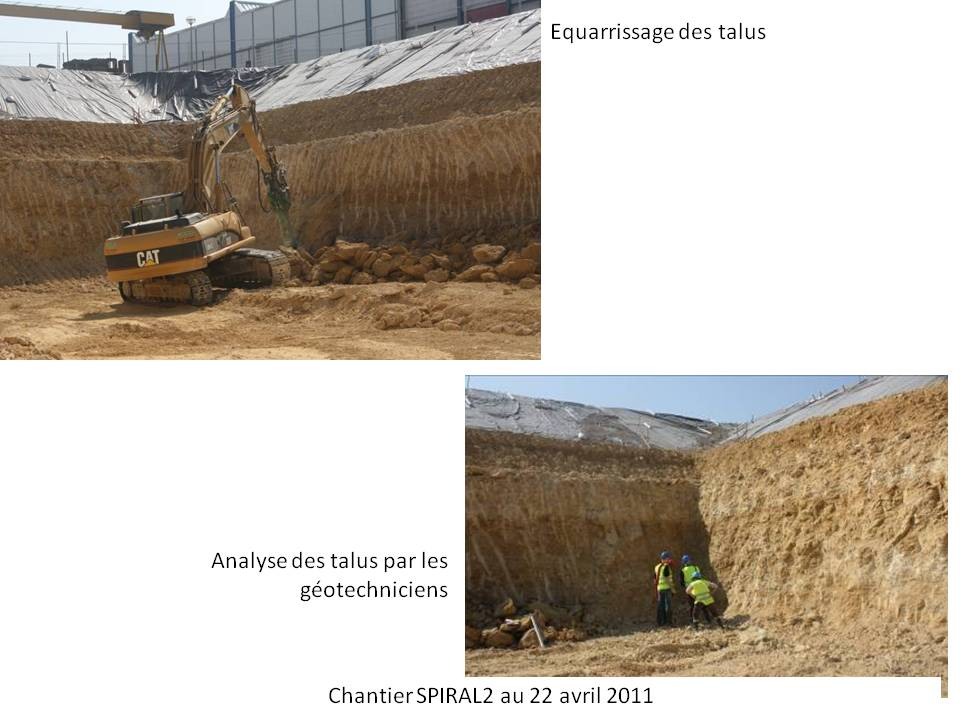 Equarrissage des talus
CAT
Analyse des talus par les
géotechniciens
Chantier SPIRAL2 au 22 avril 2011